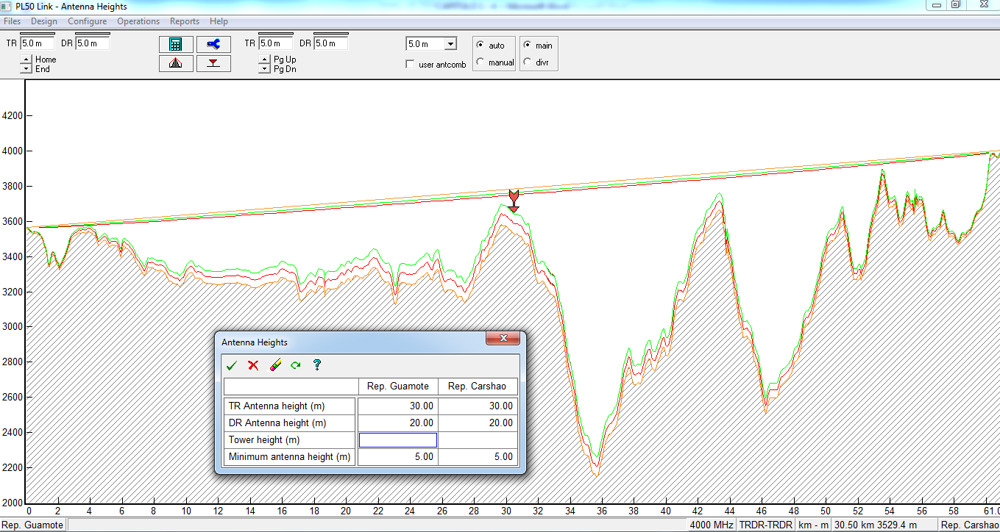 PL50 Link - Antenna Heights
Files Design Configure Operations Reports Help
TR 5.0 m DR 5.0 m TR 5.0 m DR 5.0 m 5.0 m auto main
Home Pg Up
End Pg Dn user antcomb manual divr
4200
4000
3800
3600
3400
3200
3000
2800
2600
2400
2200
2000
Antenna Heights
?
Rep. Guamote Rep. Carshao
TR Antenna height (m) 30.00 30.00
DR Antenna height (m) 20.00 20.00
Tower height (m)
Minimum antenna height (m) 5.00 5.00
0 2 4 6 8 10 12 14 16 18 20 22 24 26 28 30 32 34 36 38 40 42 44 46 48 50 52 54 56 58 61.0
Rep. Guamote 4000 MHz TRDR-TRDR km - m 30.50 km 3529.4 m Rep. Carshao